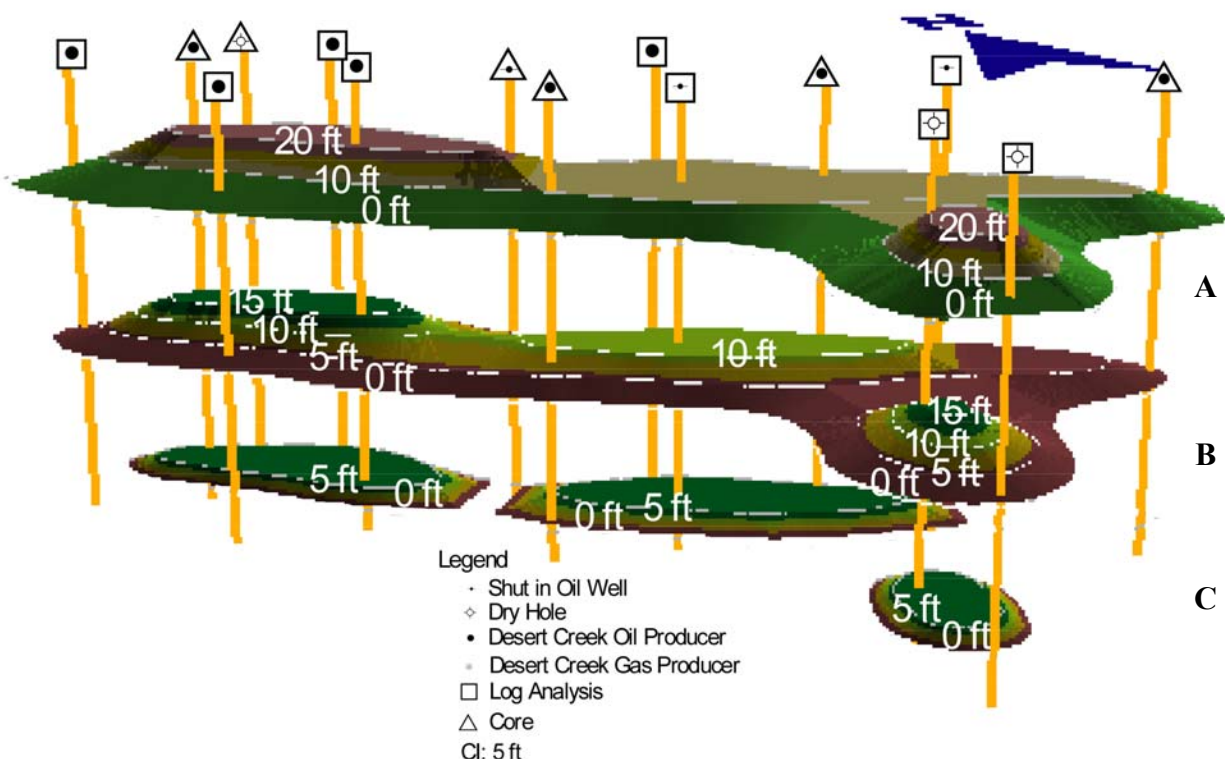 20 ft
10 ft
0 ft
20 ft
10 ft
0 ft
A
15 ft
10 ft
5 ft
0 ft
10 ft
15 ft
10 ft
5 ft
0 ft
B
5 ft
0 ft
0 ft
5 ft
5 ft
0 ft
C
Legend
Shut in Oil Well
Dry Hole
Desert Creek Oil Producer
Desert Creek Gas Producer
Log Analysis
Core
CI: 5 ft